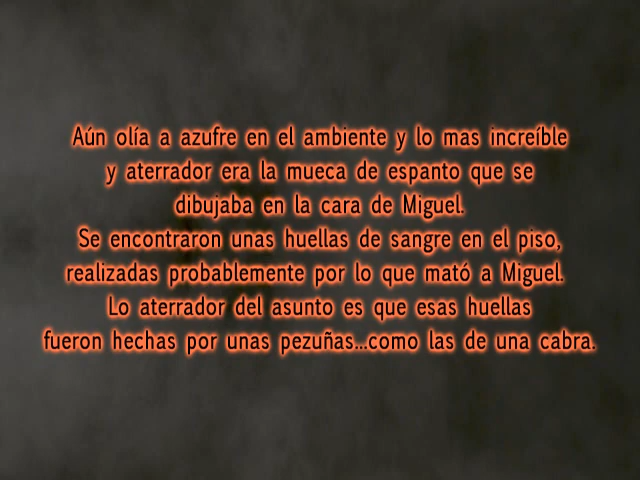 Aún olía a azufre en el ambiente y lo mas increíble
y aterrador era la mueca de espanto que se
dibujaba en la cara de Miguel.
Se encontraron unas huellas de sangre en el piso,
realizadas probablemente por lo que mató a Miguel.
Lo aterrador del asunto es que esas huellas
fueron hechas por unas pezuñas...como las de una cabra.